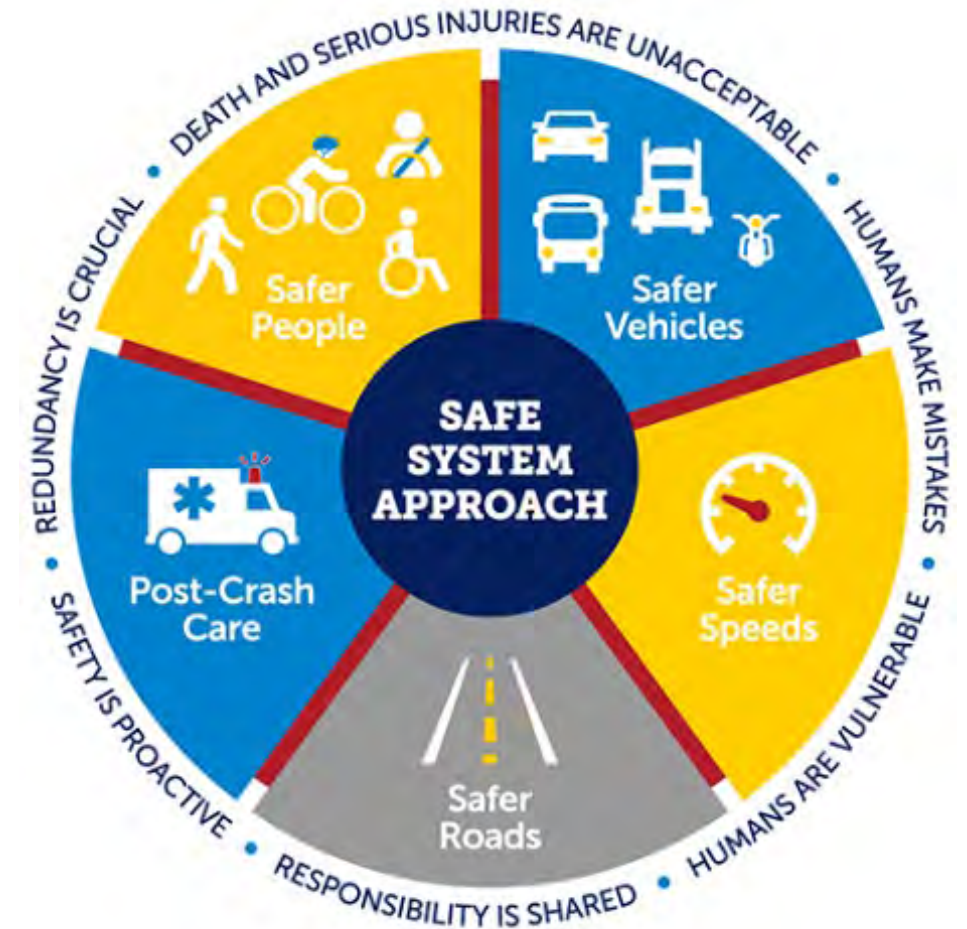 DEATH AND SERIOUS INJURIES ARE UNACCEPTABLE
HUMANS MAKE MISTAKES
HUMANS ARE VULNERABLE
RESPONSIBILITY IS SHARED
SAFETY IS PROACTIVE
REDUNDANCY IS CRUCIAL
Safer
People
Safer
Vehicles
SAFE
SYSTEM
APPROACH
Post-Crash
Care
Safer
Speeds
Safer
Roads